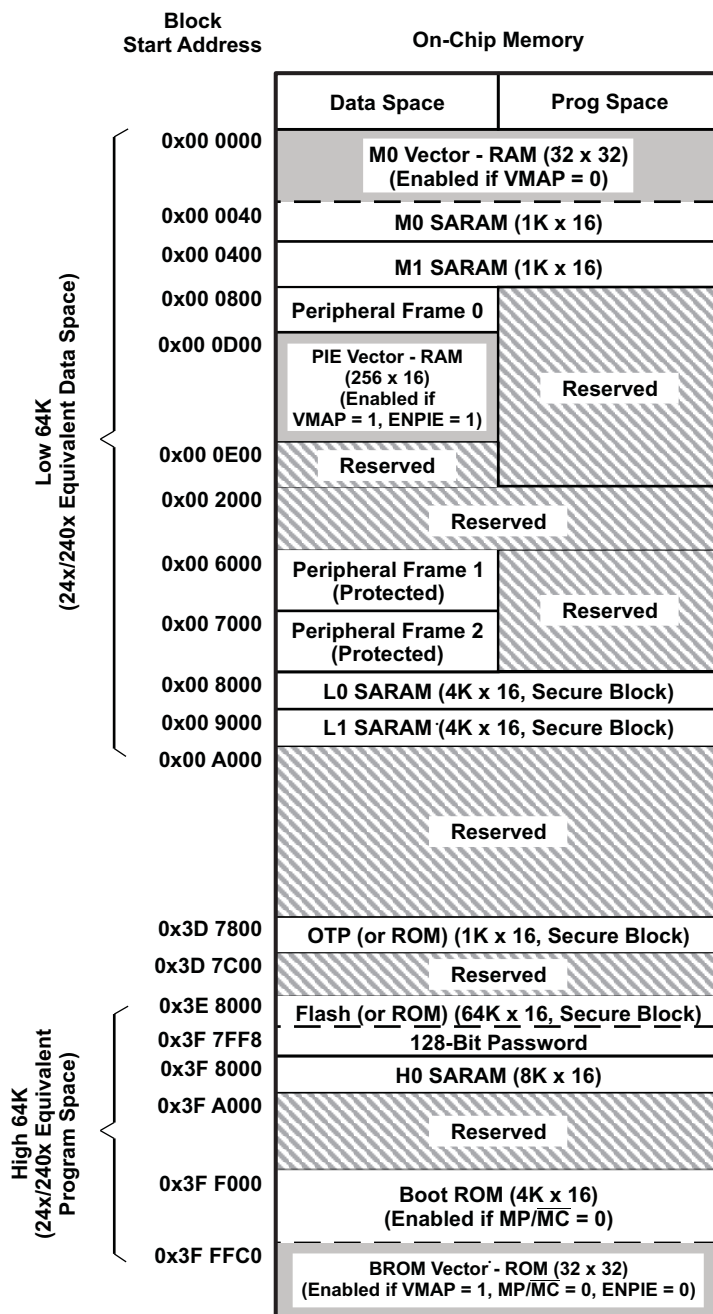 Block
Start Address
On-Chip Memory
Data Space
Prog Space
0x00 0000
M0 Vector - RAM (32 x 32)
(Enabled if VMAP = 0)
0x00 0040
M0 SARAM (1K x 16)
0x00 0400
M1 SARAM (1K x 16)
0x00 0800
Peripheral Frame 0
0x00 0D00
PIE Vector - RAM
(256 x 16)
(Enabled if
VMAP = 1, ENPIE = 1)
Reserved
0x00 0E00
Reserved
0x00 2000
Reserved
0x00 6000
Peripheral Frame 1
(Protected)
Reserved
0x00 7000
Peripheral Frame 2
(Protected)
0x00 8000
L0 SARAM (4K x 16, Secure Block)
0x00 9000
L1 SARAM (4K x 16, Secure Block)
0x00 A000
Low 64K
(24x/240x Equivalent Data Space)
Reserved
0x3D 7800
OTP (or ROM) (1K x 16, Secure Block)
0x3D 7C00
Reserved
0x3E 8000
Flash (or ROM) (64K x 16, Secure Block)
0x3F 7FF8
128-Bit Password
0x3F 8000
H0 SARAM (8K x 16)
0x3F A000
Reserved
0x3F F000
Boot ROM (4K x 16)
(Enabled if MP/M̅C̅ = 0)
0x3F FFC0
BROM Vector - ROM (32 x 32)
(Enabled if VMAP = 1, MP/M̅C̅ = 0, ENPIE = 0)
High 64K
(24x/240x Equivalent
Program Space)